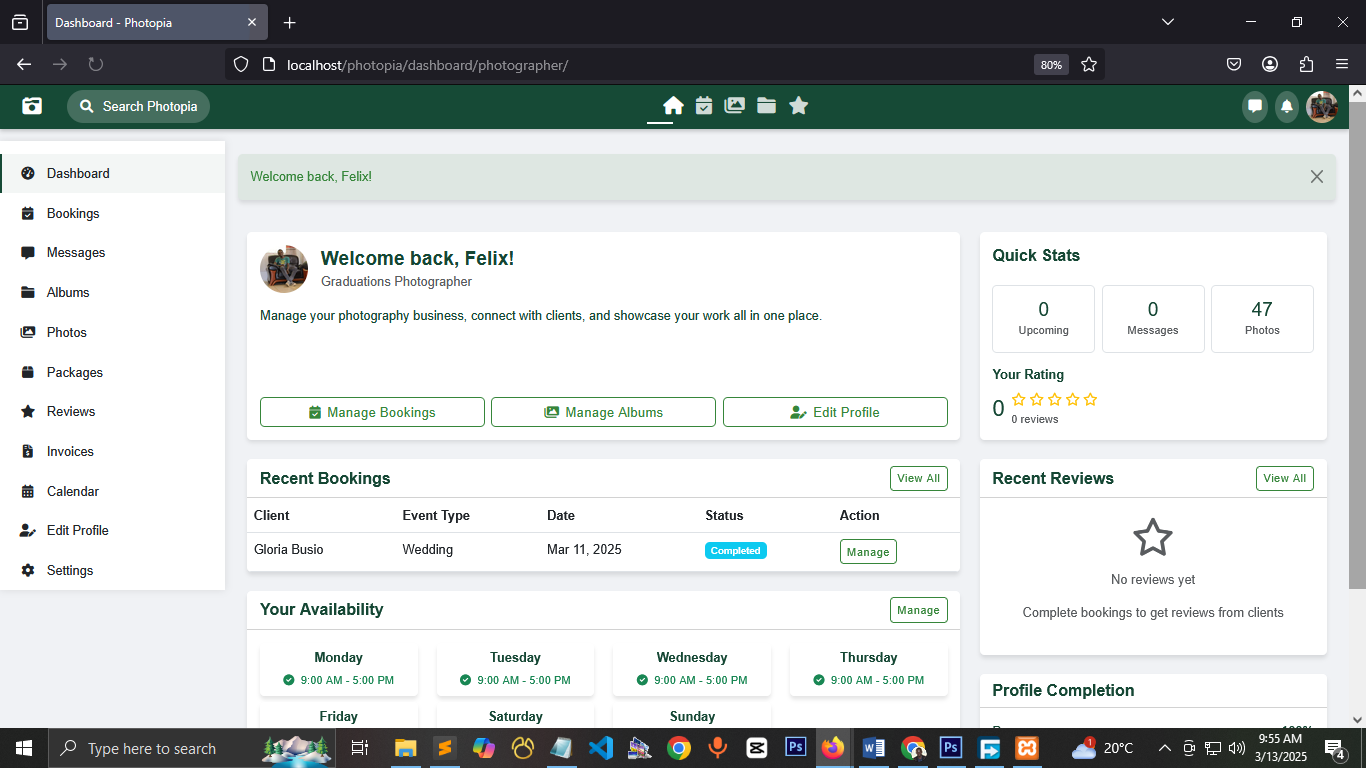 Dashboard - Photopia
localhost/photopia/dashboard/photographer/
80%
Search Photopia
Dashboard
Bookings
Messages
Albums
Photos
Packages
Reviews
Invoices
Calendar
Edit Profile
Settings
Welcome back, Felix!
Welcome back, Felix!
Graduations Photographer
Manage your photography business, connect with clients, and showcase your work all in one place.
Manage Bookings Manage Albums Edit Profile
Quick Stats
0 0 47
Upcoming Messages Photos
Your Rating
0
0 reviews
Recent Bookings View All
Client Event Type Date Status Action
Gloria Busio Wedding Mar 11, 2025 Completed Manage
Recent Reviews View All
No reviews yet
Complete bookings to get reviews from clients
Your Availability Manage
Monday Tuesday Wednesday Thursday
9:00 AM - 5:00 PM 9:00 AM - 5:00 PM 9:00 AM - 5:00 PM 9:00 AM - 5:00 PM
Friday Saturday Sunday
Profile Completion
Type here to search
Ps
Ps
1
20°C
9:55 AM
3/13/2025
4